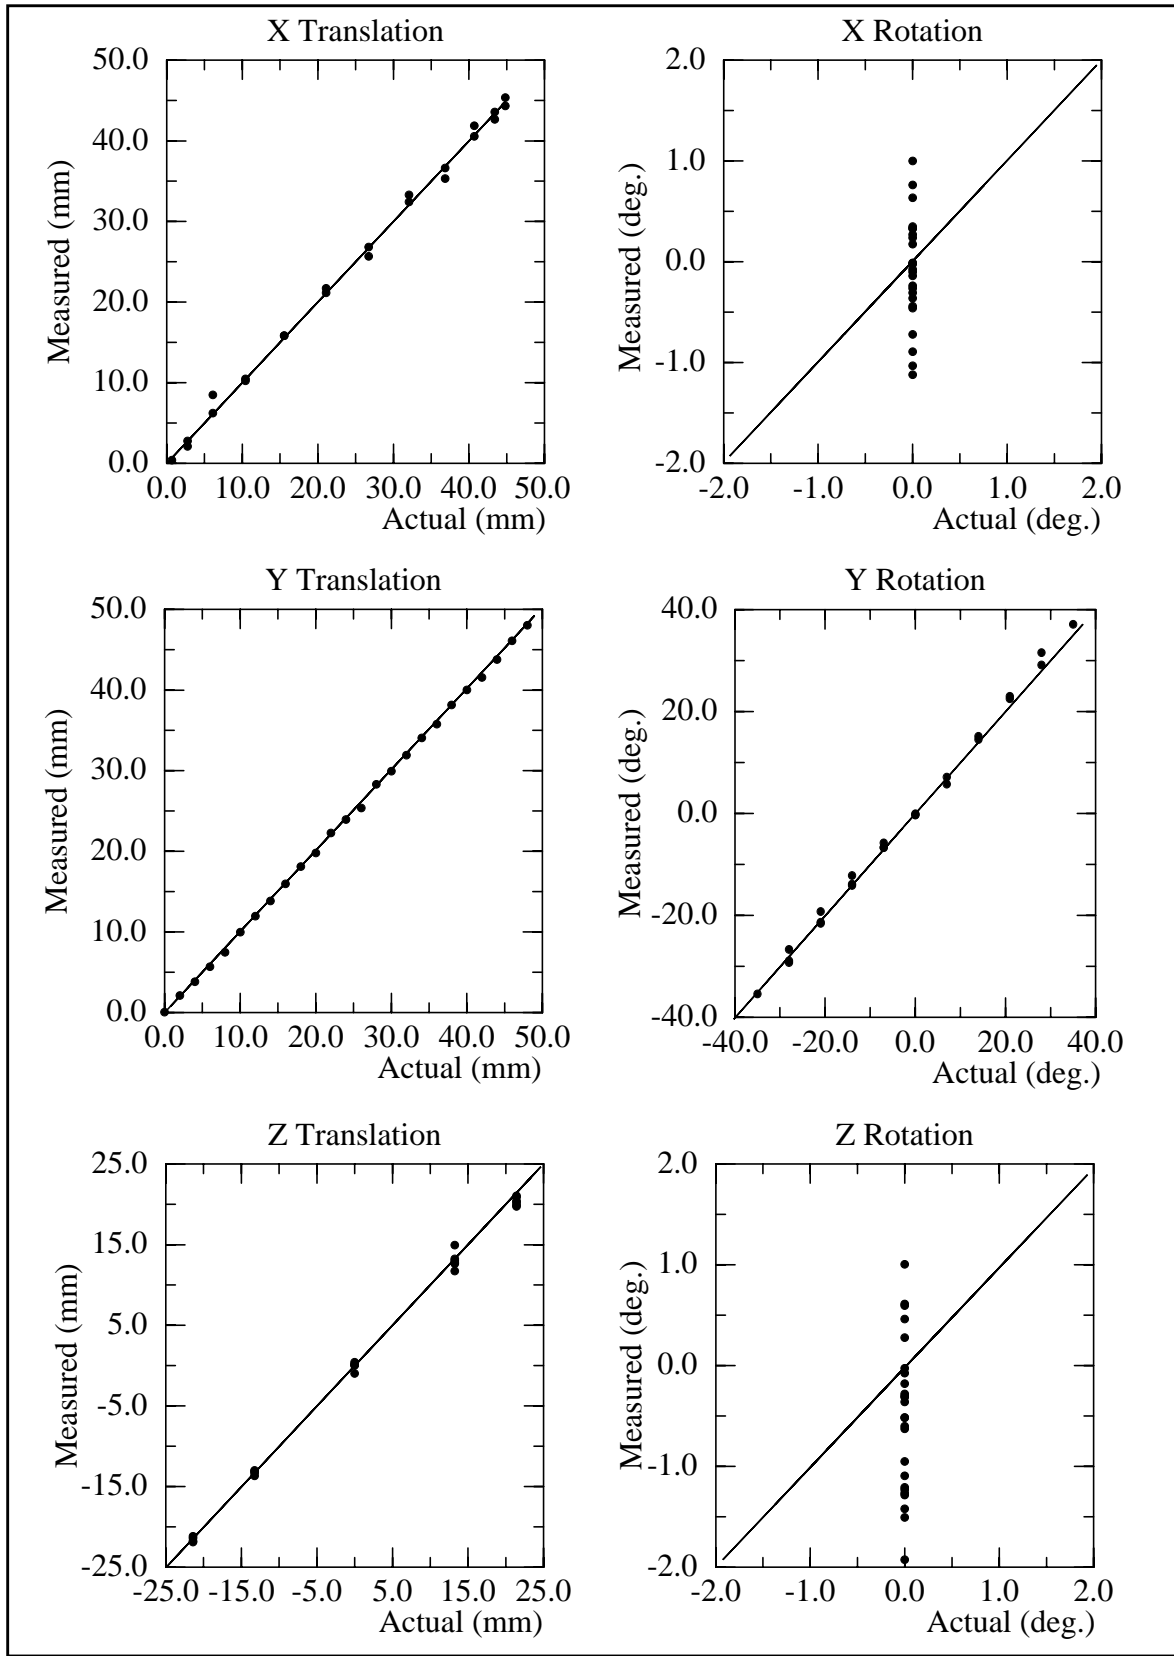 X Translation
50.0
40.0
30.0
20.0
10.0
0.0
Measured (mm)
0.0 10.0 20.0 30.0 40.0 50.0
Actual (mm)
X Rotation
2.0
1.0
0.0
-1.0
-2.0
Measured (deg.)
-2.0 -1.0 0.0 1.0 2.0
Actual (deg.)
Y Translation
50.0
40.0
30.0
20.0
10.0
0.0
Measured (mm)
0.0 10.0 20.0 30.0 40.0 50.0
Actual (mm)
Y Rotation
40.0
20.0
0.0
-20.0
-40.0
Measured (deg.)
-40.0 -20.0 0.0 20.0 40.0
Actual (deg.)
Z Translation
25.0
15.0
5.0
-5.0
-15.0
-25.0
Measured (mm)
-25.0 -15.0 -5.0 5.0 15.0 25.0
Actual (mm)
Z Rotation
2.0
1.0
0.0
-1.0
-2.0
Measured (deg.)
-2.0 -1.0 0.0 1.0 2.0
Actual (deg.)